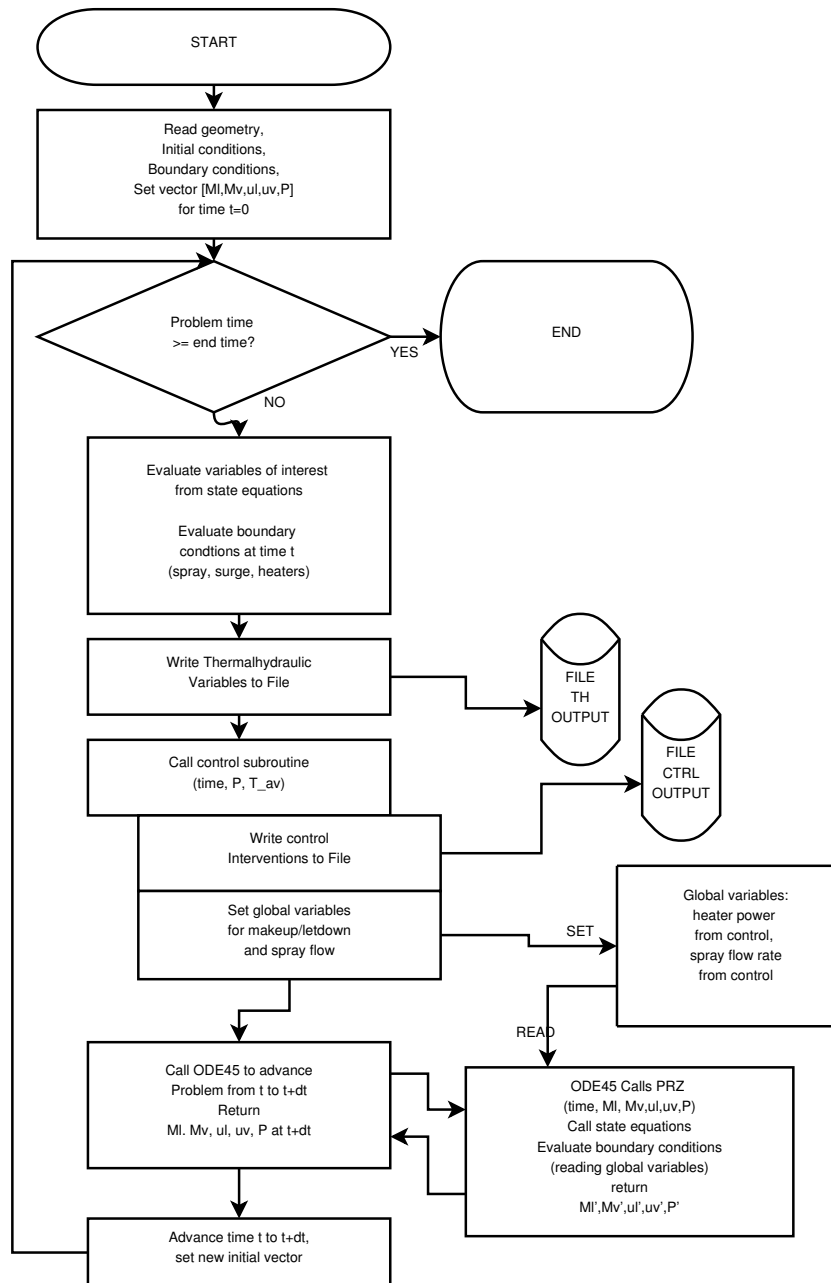 START
Read geometry,
Initial conditions,
Boundary conditions,
Set vector [Ml,Mv,ul,uv,P]
for time t=0
Problem time
>= end time?
YES
END
NO
Evaluate variables of interest
from state equations
Evaluate boundary
condtions at time t
(spray, surge, heaters)
Write Thermalhydraulic
Variables to File
FILE
TH
OUTPUT
Call control subroutine
(time, P, T_av)
FILE
CTRL
OUTPUT
Write control
Interventions to File
Set global variables
for makeup/letdown
and spray flow
SET
Global variables:
heater power
from control,
spray flow rate
from control
READ
Call ODE45 to advance
Problem from t to t+dt
Return
Ml. Mv, ul, uv, P at t+dt
ODE45 Calls PRZ
(time, Ml, Mv,ul,uv,P)
Call state equations
Evaluate boundary conditions
(reading global variables)
return
Ml',Mv',ul',uv',P'
Advance time t to t+dt,
set new initial vector